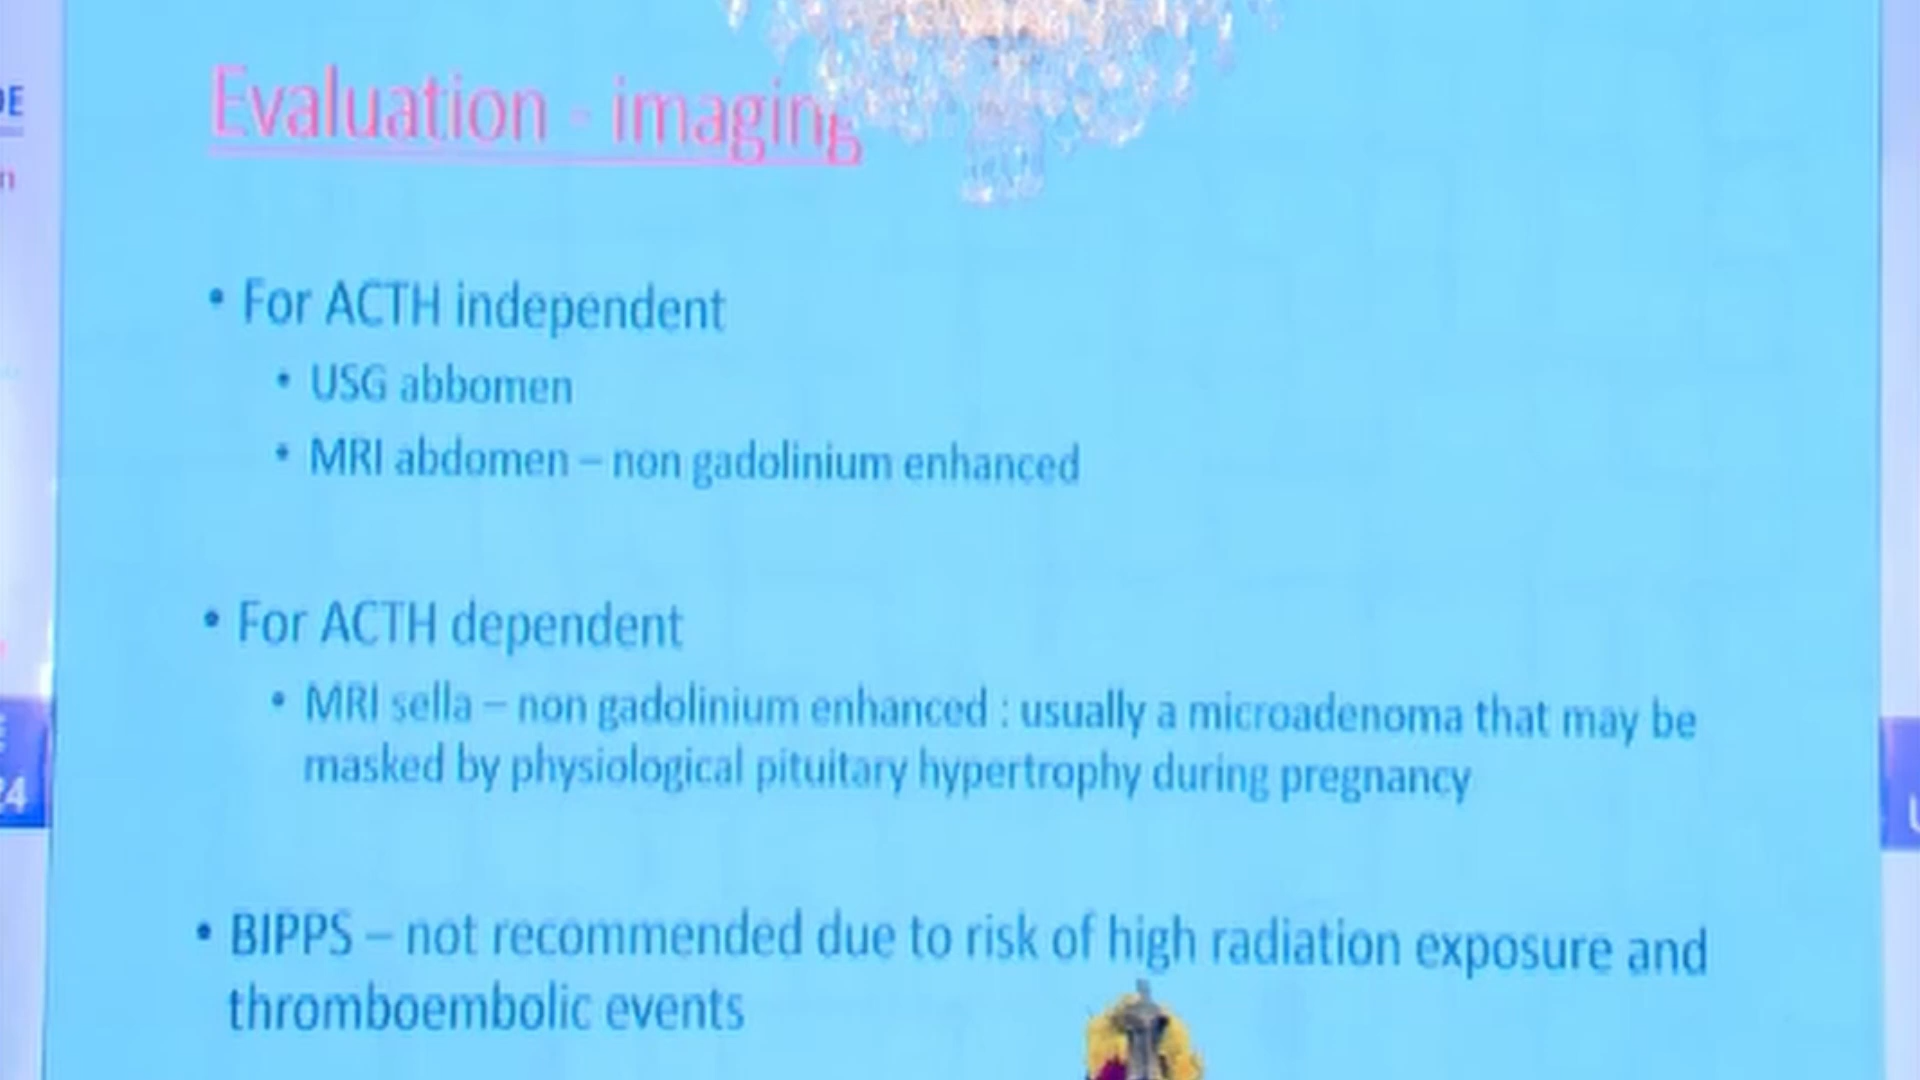 DE
n
Evaluation - imaging
• For ACTH independent
• USG abbomen
• MRI abdomen – non gadolinium enhanced
• For ACTH dependent
• MRI sella – non gadolinium enhanced : usually a microadenoma that may be
masked by physiological pituitary hypertrophy during pregnancy
24
• BIPPS – not recommended due to risk of high radiation exposure and
thromboembolic events